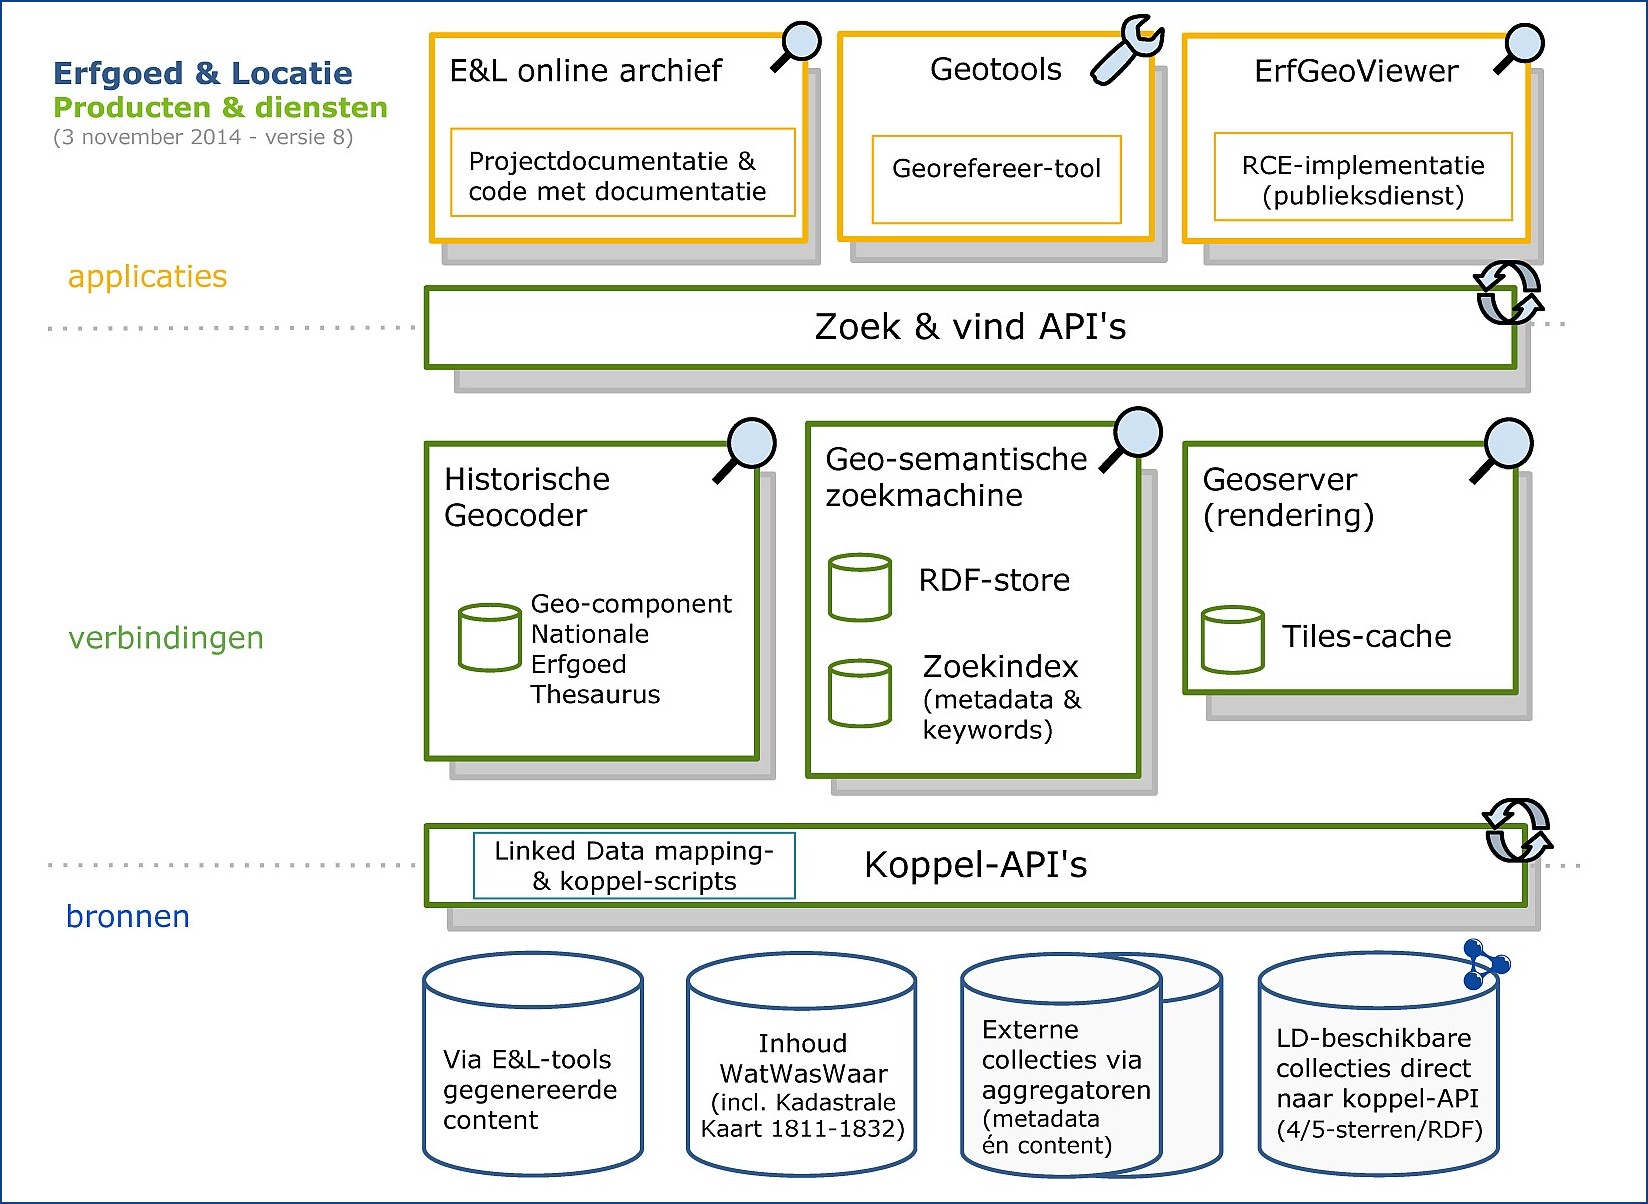 Erfgoed & Locatie
Producten & diensten
(3 november 2014 - versie 8)
E&L online archief
Projectdocumentatie &
code met documentatie
Geotools
Georefereer-tool
ErfGeoViewer
RCE-implementatie
(publieksdienst)
applicaties
Zoek & vind API's
Historische
Geocoder
Geo-component
Nationale
Erfgoed
Thesaurus
Geo-semantische
zoekmachine
RDF-store
Zoekindex
(metadata &
keywords)
Geoserver
(rendering)
Tiles-cache
verbindingen
Linked Data mapping-
& koppel-scripts
Koppel-API's
bronnen
Via E&L-tools
gegenereerde
content
Inhoud
WatWasWaar
(incl. Kadastrale
Kaart 1811-1832)
Externe
collecties via
aggregatoren
(metadata
én content)
LD-beschikbare
collecties direct
naar koppel-API
(4/5-sterren/RDF)